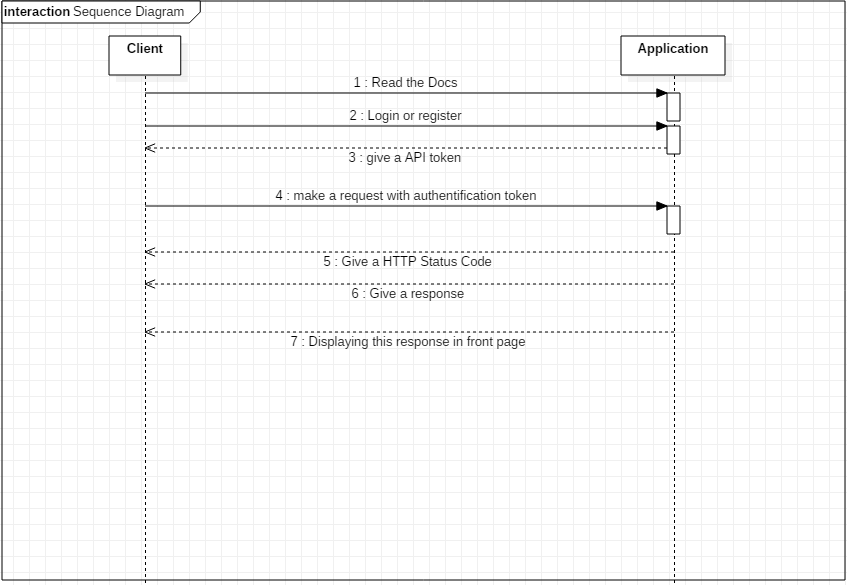 interaction Sequence Diagram
Client
Application
1 : Read the Docs
2 : Login or register
3 : give a API token
4 : make a request with authentification token
5 : Give a HTTP Status Code
6 : Give a response
7 : Displaying this response in front page